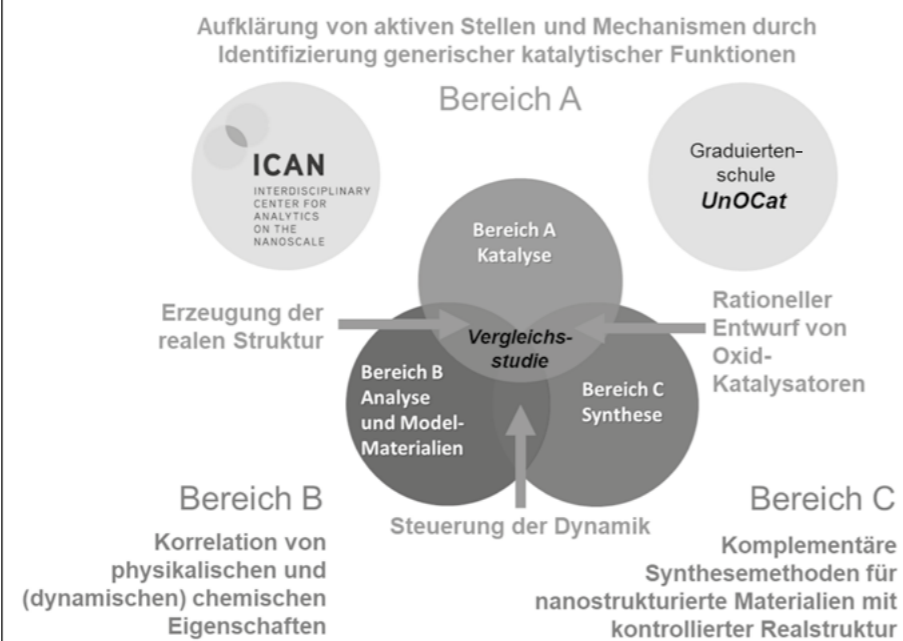 Aufklärung von aktiven Stellen und Mechanismen durch
Identifizierung generischer katalytischer Funktionen
Bereich A
ICAN
INTERDISCIPLINARY
CENTER FOR
ANALYTICS
ON THE
NANOSCALE
Graduierten-
schule
UnOCat
Bereich A
Katalyse
Erzeugung der
realen Struktur
Vergleichs-
studie
Rationeller
Entwurf von
Oxid-
Katalysatoren
Bereich B
Analyse
und Model-
Materialien
Bereich C
Synthese
Steuerung der Dynamik
Bereich B
Korrelation von
physikalischen und
(dynamischen) chemischen
Eigenschaften
Bereich C
Komplementäre
Synthesemethoden für
nanostrukturierte Materialien mit
kontrollierter Realstruktur